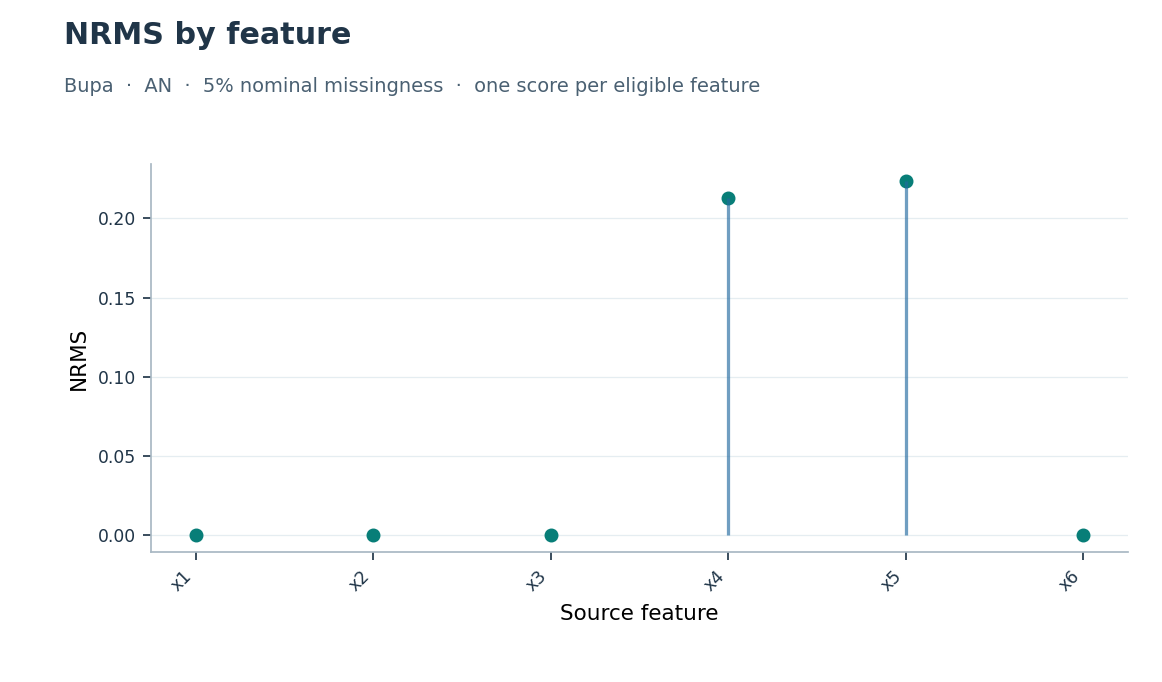 NRMS by feature
Bupa · AN · 5% nominal missingness · one score per eligible feature
0.20
0.15
0.10
0.05
0.00
NRMS
x1 x2 x3 x4 x5 x6
Source feature